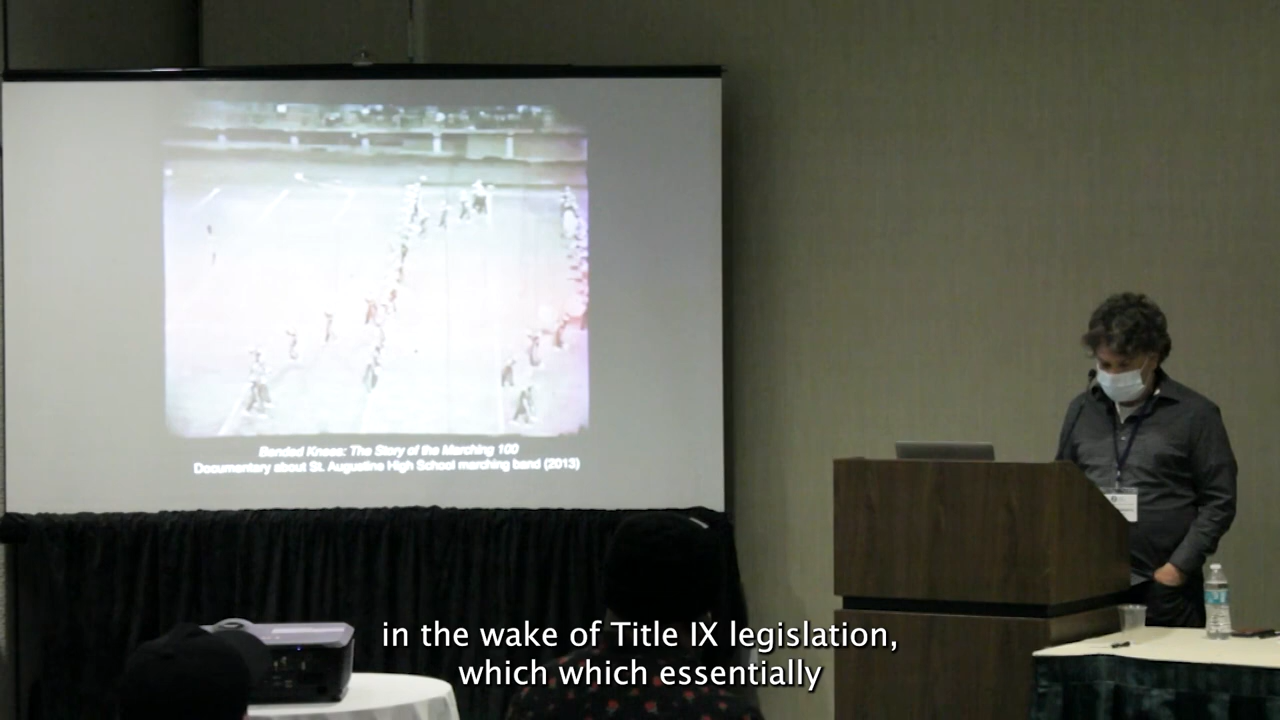 Bended Knees: The Story of the Marching 100
Documentary about St. Augustine High School marching band (2013)
in the wake of Title IX legislation,
which which essentially